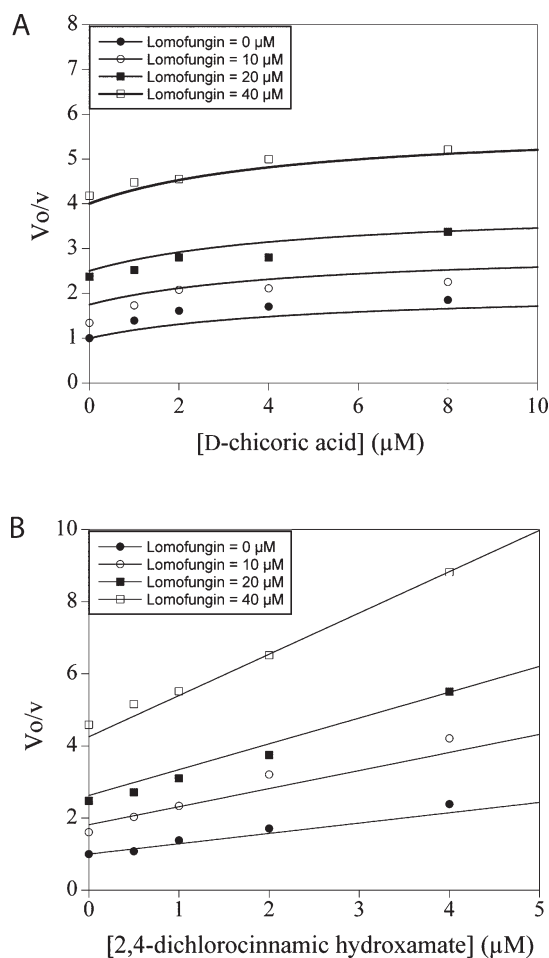 A
Lomofungin = 0 µM
Lomofungin = 10 µM
Lomofungin = 20 µM
Lomofungin = 40 µM
8
7
6
5
4
3
2
1
0
Vo/v
0 2 4 6 8 10
[D-chicoric acid] (µM)
B
Lomofungin = 0 µM
Lomofungin = 10 µM
Lomofungin = 20 µM
Lomofungin = 40 µM
10
8
6
4
2
0
Vo/v
0 1 2 3 4 5
[2,4-dichlorocinnamic hydroxamate] (µM)